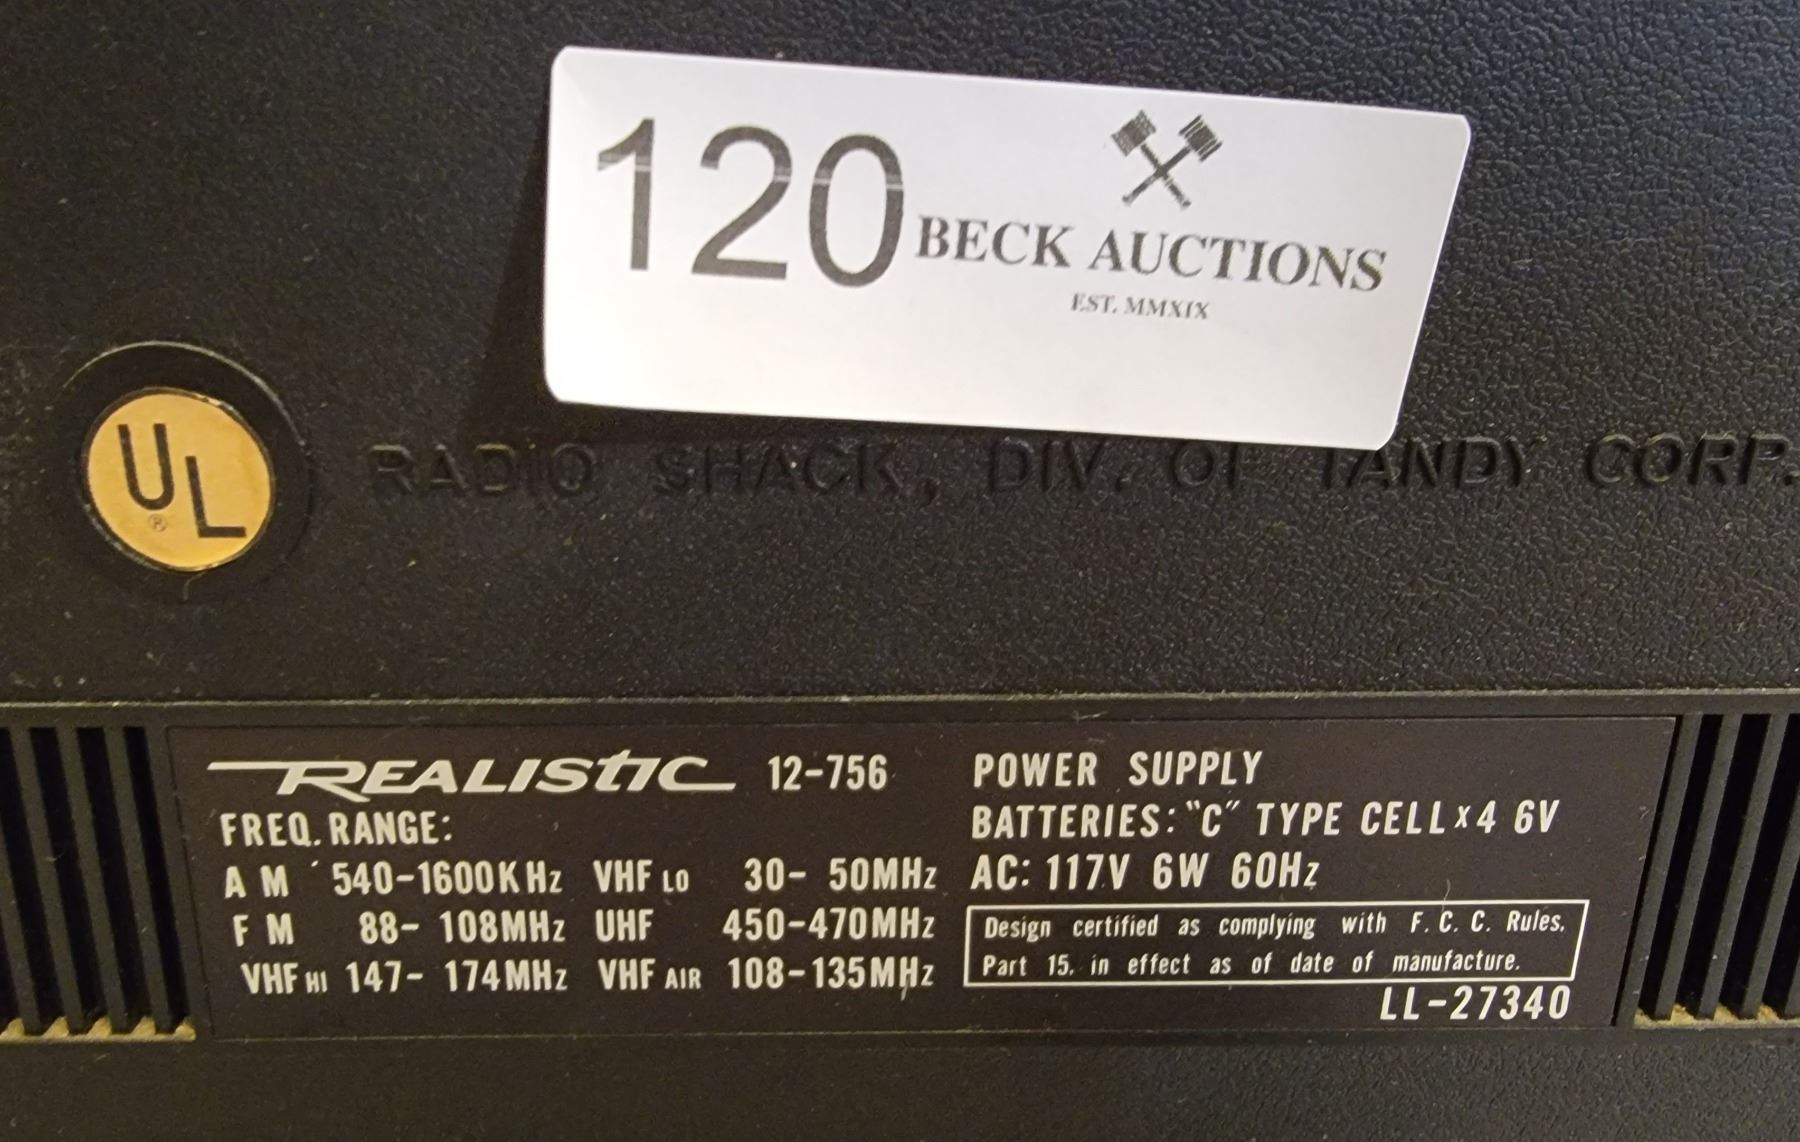 120 BECK AUCTIONS
EST. MMXIX
UL
®
RADIO SHACK, DIV. OF TANDY CORP.
REALISTIC 12-756
FREQ. RANGE:
AM 540-1600KHz VHF LO 30-50MHz
FM 88-108MHz UHF 450-470MHz
VHF HI 147-174MHz VHF AIR 108-135MHz
POWER SUPPLY
BATTERIES: "C" TYPE CELL x 4 6V
AC: 117V 6W 60Hz
Design certified as complying with F. C. C. Rules,
Part 15, in effect as of date of manufacture.
LL-27340